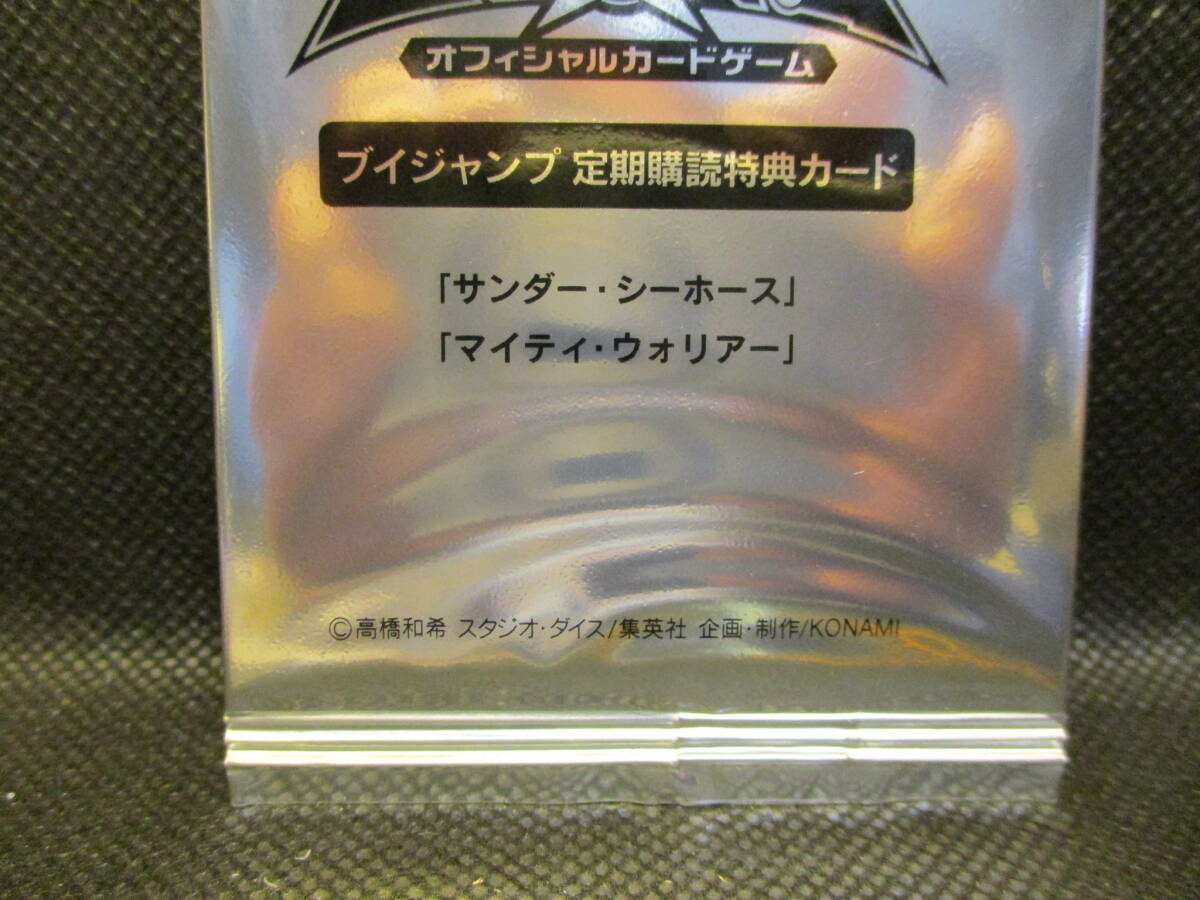 オフィシャルカードゲーム
ブイジャンプ 定期購読特典カード
「サンダー・シーホース」
「マイティ・ウォリアー」
©高橋和希 スタジオ・ダイス/集英社 企画・制作/KONAMI